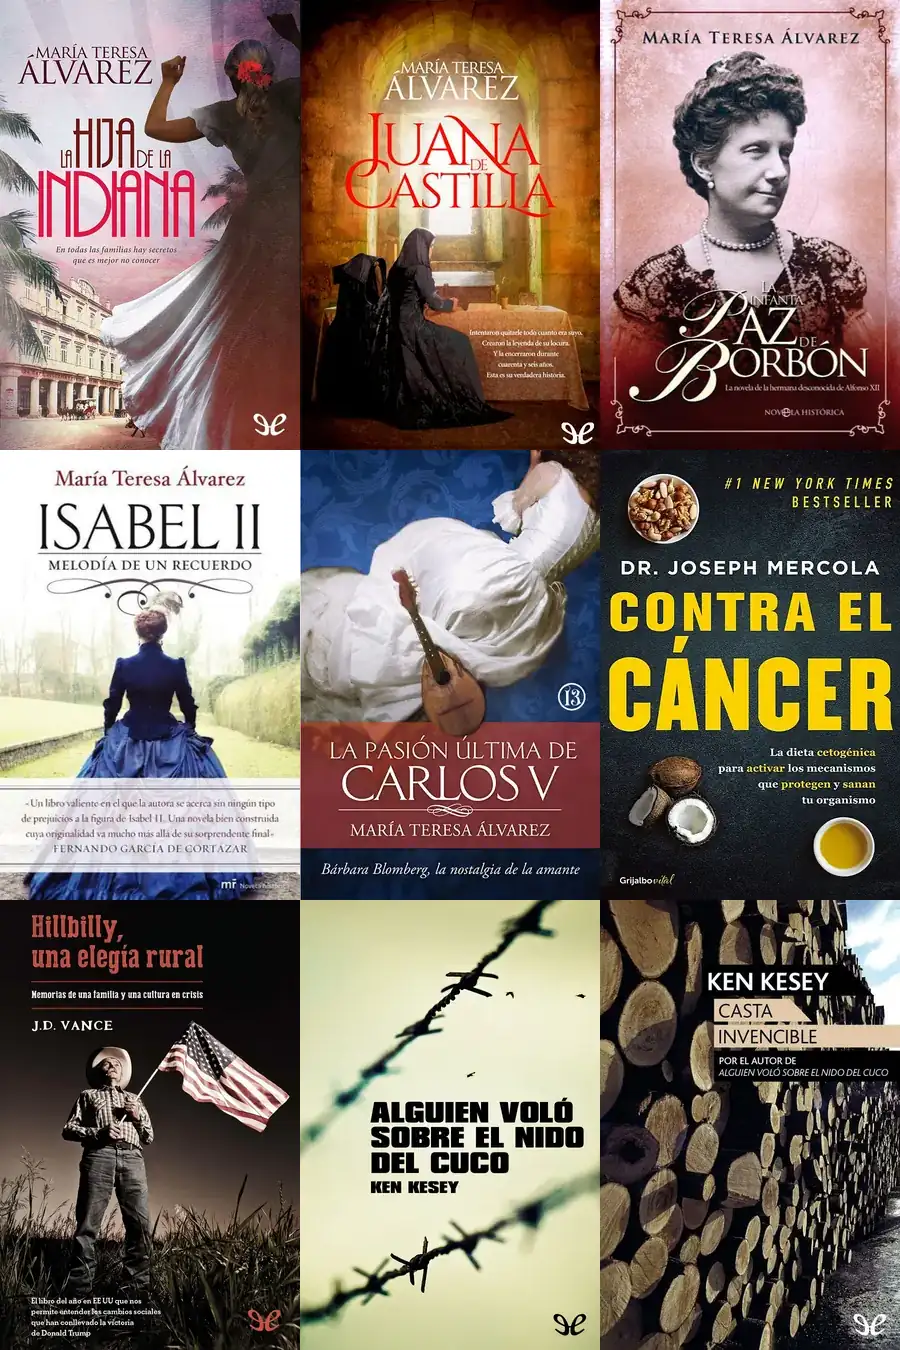 MARÍA TERESA
ÁLVAREZ
LA HIJA DE LA
INDIANA
En todas las familias hay secretos
que es mejor no conocer
MARÍA TERESA
ÁLVAREZ
JUANA
DE
CASTILLA
Intentaron quitarle todo cuanto era suyo.
Crearon la leyenda de su locura.
Y la encerraron durante
cuarenta y seis años.
Esta es su verdadera historia.
MARÍA TERESA ÁLVAREZ
LA
INFANTA
PAZ
DE
BORBÓN
La novela de la hermana desconocida de Alfonso XII
NOVELA HISTÓRICA
María Teresa Álvarez
ISABEL II
MELODÍA DE UN RECUERDO
«Un libro valiente en el que la autora se acerca sin ningún tipo
de prejuicios a la figura de Isabel II. Una novela bien construida
cuya originalidad va mucho más allá de su sorprendente final»
FERNANDO GARCÍA DE CORTÁZAR
mr Novela histórica
13
LA PASIÓN ÚLTIMA DE
CARLOS V
MARÍA TERESA ÁLVAREZ
Bárbara Blomberg, la nostalgia de la amante
#1 NEW YORK TIMES
BESTSELLER
DR. JOSEPH MERCOLA
CONTRA EL
CÁNCER
La dieta cetogénica
para activar los mecanismos
que protegen y sanan
tu organismo
Grijalbo vital
Hillbilly,
una elegía rural
Memorias de una familia y una cultura en crisis
J.D. VANCE
El libro del año en EE UU que nos
permite entender los cambios sociales
que han conllevado la victoria
de Donald Trump
ALGUIEN VOLÓ
SOBRE EL NIDO
DEL CUCO
KEN KESEY
KEN KESEY
CASTA
INVENCIBLE
POR EL AUTOR DE
ALGUIEN VOLÓ SOBRE EL NIDO DEL CUCO